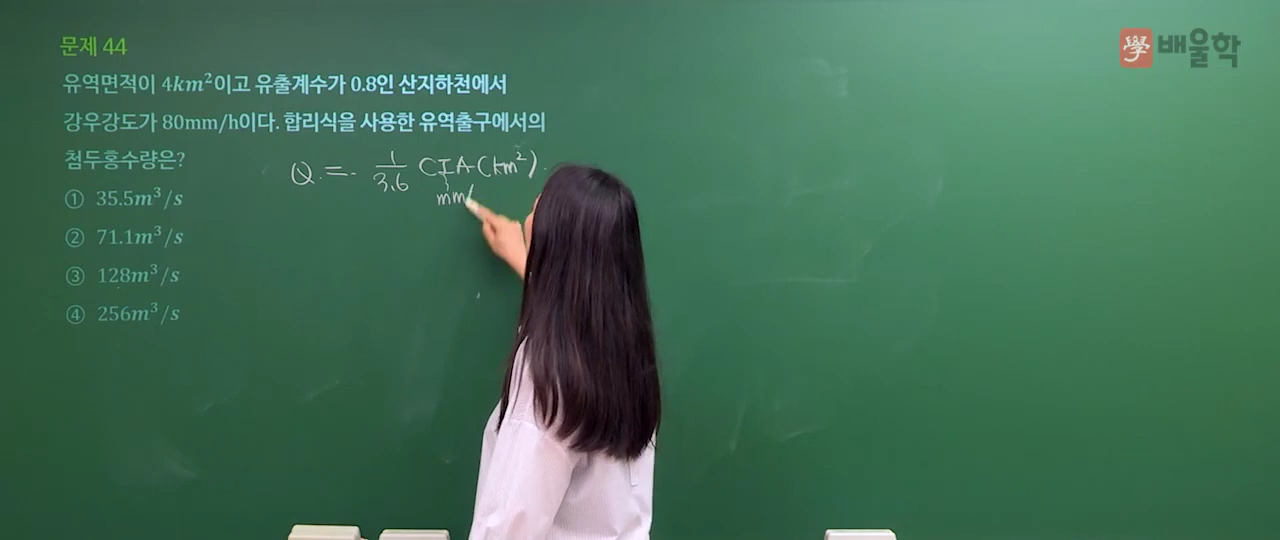 문제 44
學 배울학
유역면적이 4km²이고 유출계수가 0.8인 산지하천에서
강우강도가 80mm/h이다. 합리식을 사용한 유역출구에서의
첨두홍수량은?
Q = 1/3.6 CIA (km²)
mm/
① 35.5m³/s
② 71.1m³/s
③ 128m³/s
④ 256m³/s